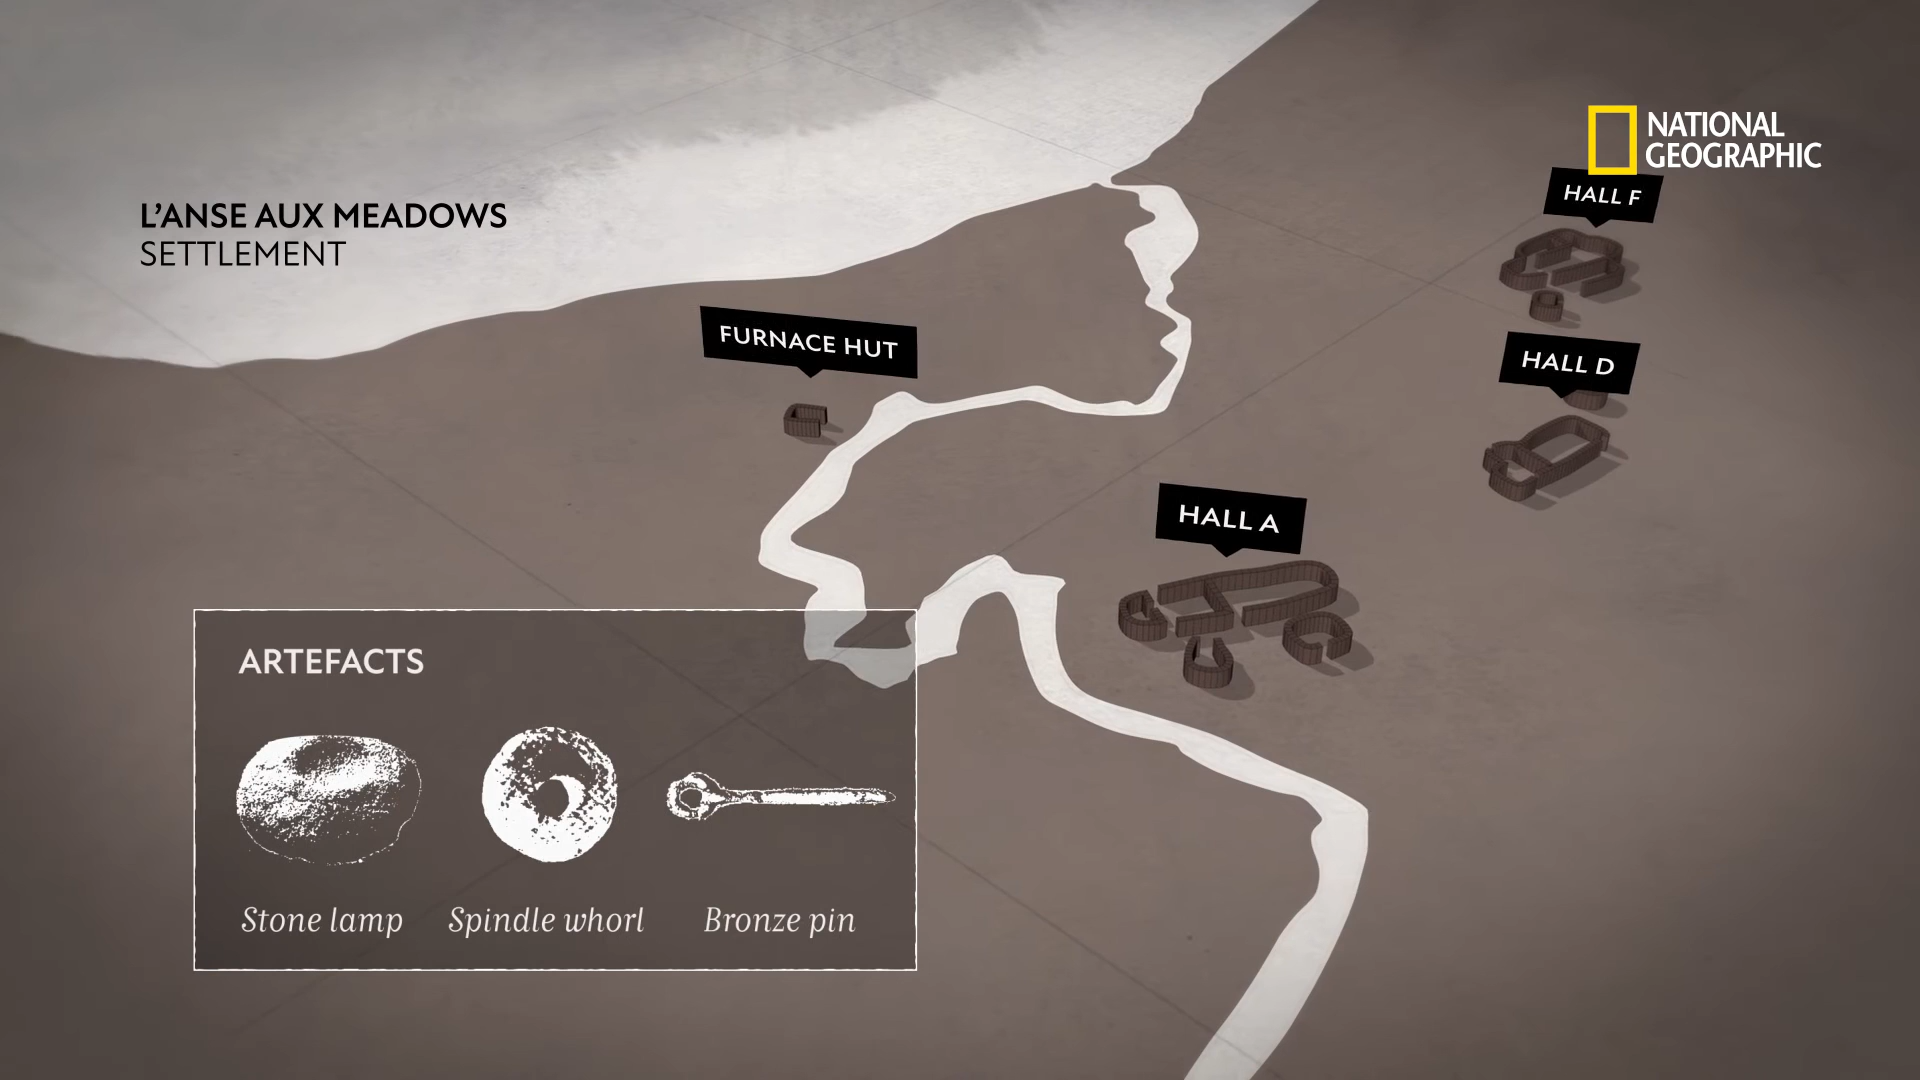 NATIONAL
GEOGRAPHIC
L'ANSE AUX MEADOWS
SETTLEMENT
HALL F
FURNACE HUT
HALL D
HALL A
ARTEFACTS
Stone lamp
Spindle whorl
Bronze pin